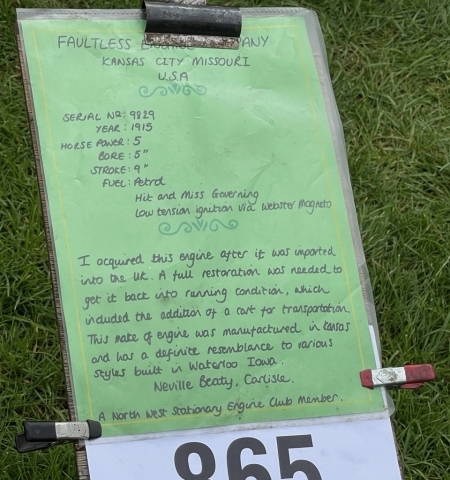 FAULTLESS ENGINE COMPANY
KANSAS CITY MISSOURI
U.S.A
SERIAL No: 9829
YEAR: 1915
HORSE POWER: 5
BORE: 5"
STROKE: 9"
FUEL: Petrol
Hit and Miss Governing
Low tension ignition via Webster Magneto
I acquired this engine after it was imported
into the UK. A full restoration was needed to
get it back into running condition, which
included the addition of a cart for transportation.
This make of engine was manufactured in Kansas
and has a definite resemblance to various
styles built in Waterloo Iowa.
Neville Beaty, Carlisle.
A North West Stationary Engine Club Member.
865